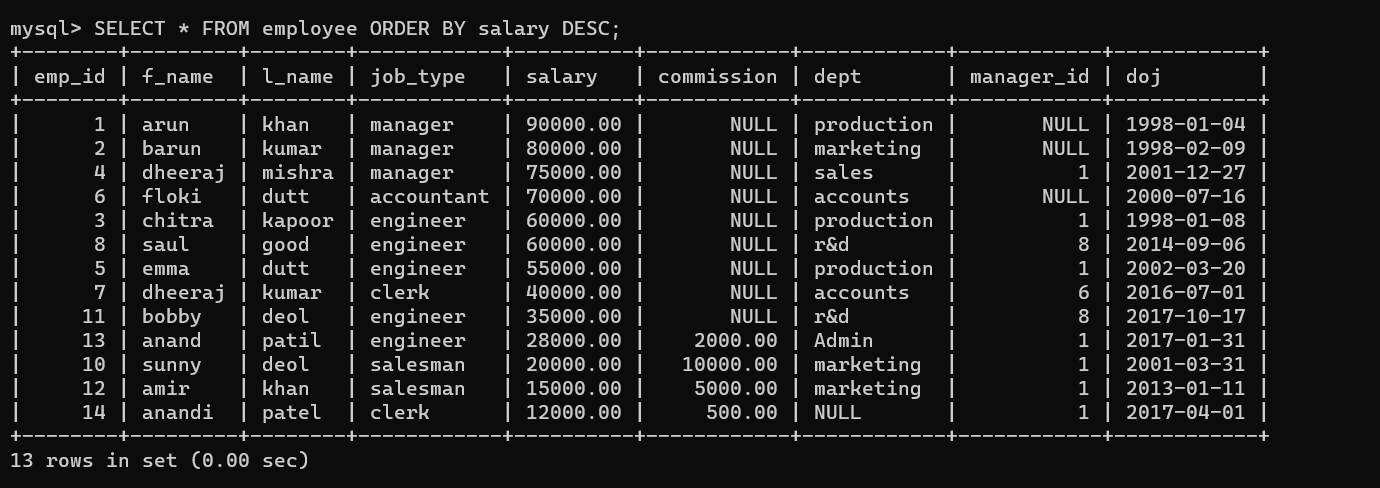 mysql> SELECT * FROM employee ORDER BY salary DESC;
+--------+---------+--------+------------+----------+------------+------------+------------+------------+
| emp_id | f_name  | l_name | job_type   | salary   | commission | dept       | manager_id | doj        |
+--------+---------+--------+------------+----------+------------+------------+------------+------------+
|      1 | arun    | khan   | manager    | 90000.00 |       NULL | production |       NULL | 1998-01-04 |
|      2 | barun   | kumar  | manager    | 80000.00 |       NULL | marketing  |       NULL | 1998-02-09 |
|      4 | dheeraj | mishra | manager    | 75000.00 |       NULL | sales      |          1 | 2001-12-27 |
|      6 | floki   | dutt   | accountant | 70000.00 |       NULL | accounts   |       NULL | 2000-07-16 |
|      3 | chitra  | kapoor | engineer   | 60000.00 |       NULL | production |          1 | 1998-01-08 |
|      8 | saul    | good   | engineer   | 60000.00 |       NULL | r&d        |          8 | 2014-09-06 |
|      5 | emma    | dutt   | engineer   | 55000.00 |       NULL | production |          1 | 2002-03-20 |
|      7 | dheeraj | kumar  | clerk      | 40000.00 |       NULL | accounts   |          6 | 2016-07-01 |
|     11 | bobby   | deol   | engineer   | 35000.00 |       NULL | r&d        |          8 | 2017-10-17 |
|     13 | anand   | patil  | engineer   | 28000.00 |    2000.00 | Admin      |          1 | 2017-01-31 |
|     10 | sunny   | deol   | salesman   | 20000.00 |   10000.00 | marketing  |          1 | 2001-03-31 |
|     12 | amir    | khan   | salesman   | 15000.00 |    5000.00 | marketing  |          1 | 2013-01-11 |
|     14 | anandi  | patel  | clerk      | 12000.00 |     500.00 | NULL       |          1 | 2017-04-01 |
+--------+---------+--------+------------+----------+------------+------------+------------+------------+
13 rows in set (0.00 sec)